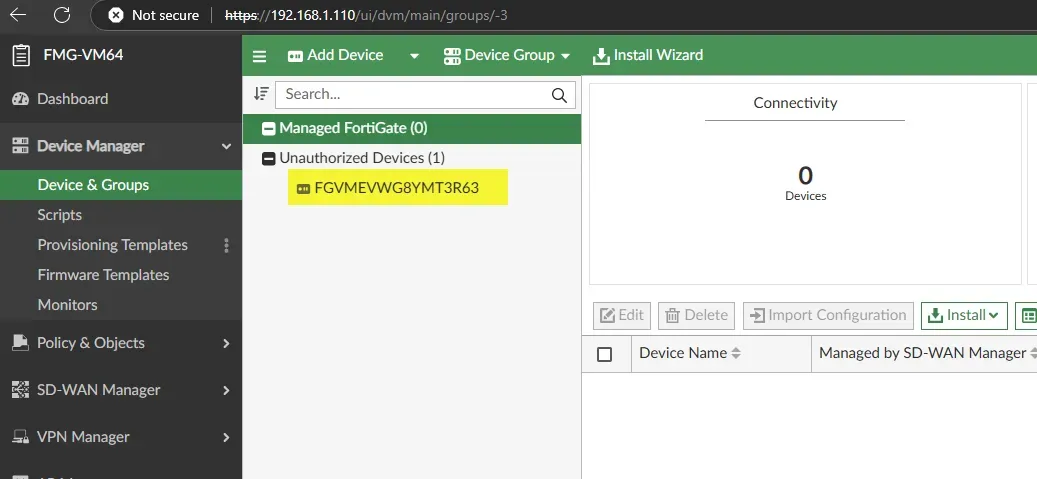 Not secure https://192.168.1.110/ui/dvm/main/groups/-3
FMG-VM64
Add Device Device Group Install Wizard
Dashboard
Device Manager
Device & Groups
Scripts
Provisioning Templates
Firmware Templates
Monitors
Policy & Objects
SD-WAN Manager
VPN Manager
Search...
Managed FortiGate (0)
Unauthorized Devices (1)
FGVMEVWG8YMT3R63
Connectivity
0
Devices
Edit Delete Import Configuration Install
Device Name Managed by SD-WAN Manager